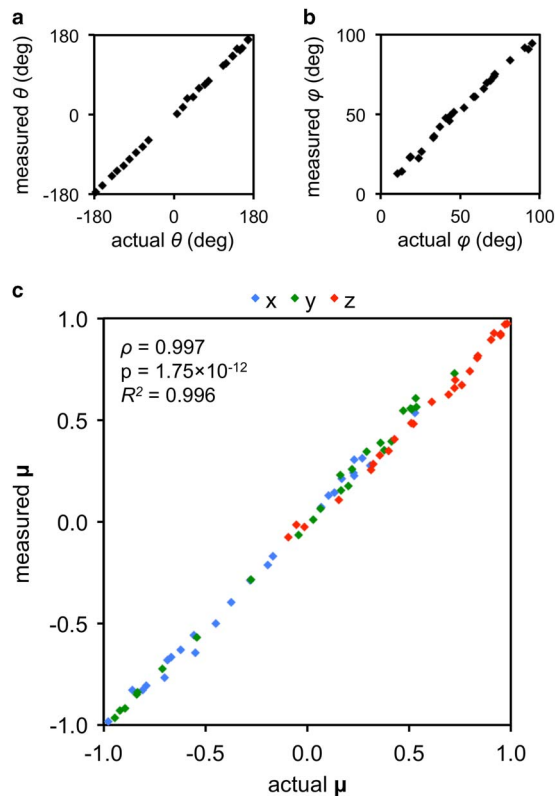 a
180
0
-180
measured θ (deg)
-180 0 180
actual θ (deg)
b
100
50
0
measured φ (deg)
0 50 100
actual φ (deg)
c
x y z
1.0
0.5
0.0
-0.5
-1.0
measured μ
ρ = 0.997
p = 1.75×10⁻¹²
R² = 0.996
-1.0 -0.5 0.0 0.5 1.0
actual μ